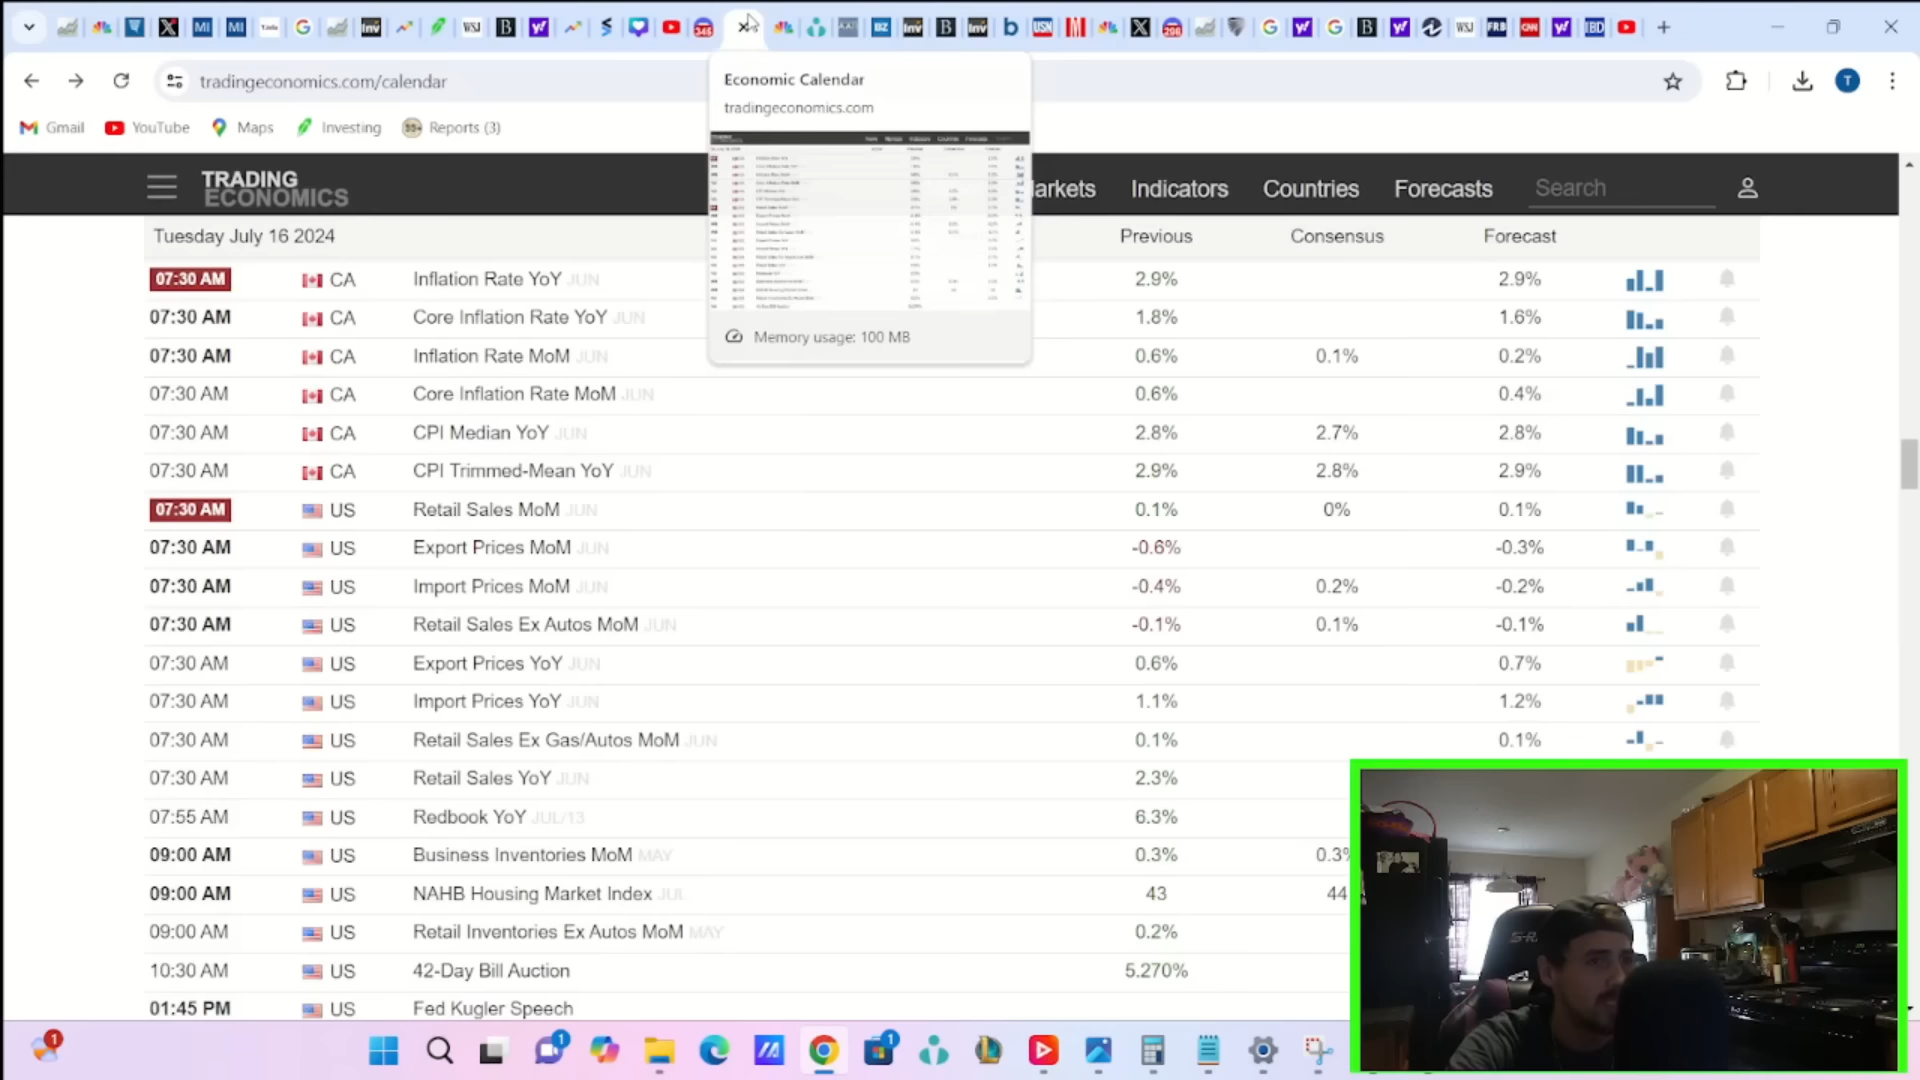 tradingeconomics.com/calendar
Gmail YouTube Maps Investing Reports (3)
Economic Calendar
tradingeconomics.com
Memory usage: 100 MB
TRADING
ECONOMICS
arkets Indicators Countries Forecasts Search
Tuesday July 16 2024 Previous Consensus Forecast
07:30 AM CA Inflation Rate YoY JUN 2.9% 2.9%
07:30 AM CA Core Inflation Rate YoY JUN 1.8% 1.6%
07:30 AM CA Inflation Rate MoM JUN 0.6% 0.1% 0.2%
07:30 AM CA Core Inflation Rate MoM JUN 0.6% 0.4%
07:30 AM CA CPI Median YoY JUN 2.8% 2.7% 2.8%
07:30 AM CA CPI Trimmed-Mean YoY JUN 2.9% 2.8% 2.9%
07:30 AM US Retail Sales MoM JUN 0.1% 0% 0.1%
07:30 AM US Export Prices MoM JUN -0.6% -0.3%
07:30 AM US Import Prices MoM JUN -0.4% 0.2% -0.2%
07:30 AM US Retail Sales Ex Autos MoM JUN -0.1% 0.1% -0.1%
07:30 AM US Export Prices YoY JUN 0.6% 0.7%
07:30 AM US Import Prices YoY JUN 1.1% 1.2%
07:30 AM US Retail Sales Ex Gas/Autos MoM JUN 0.1% 0.1%
07:30 AM US Retail Sales YoY JUN 2.3%
07:55 AM US Redbook YoY JUL/13 6.3%
09:00 AM US Business Inventories MoM MAY 0.3% 0.3%
09:00 AM US NAHB Housing Market Index JUL 43 44
09:00 AM US Retail Inventories Ex Autos MoM MAY 0.2%
10:30 AM US 42-Day Bill Auction 5.270%
01:45 PM US Fed Kugler Speech